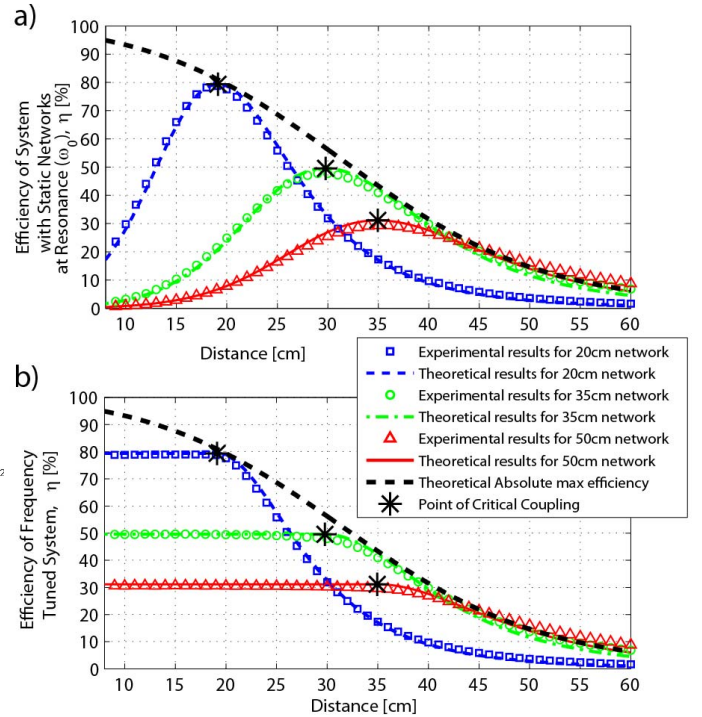 a)
Efficiency of System
with Static Networks
at Resonance (ω0), η [%]
100
90
80
70
60
50
40
30
20
10
0
10 15 20 25 30 35 40 45 50 55 60
Distance [cm]
Experimental results for 20cm network
Theoretical results for 20cm network
Experimental results for 35cm network
Theoretical results for 35cm network
Experimental results for 50cm network
Theoretical results for 50cm network
Theoretical Absolute max efficiency
Point of Critical Coupling
b)
2
Efficiency of Frequency
Tuned System, η [%]
100
90
80
70
60
50
40
30
20
10
0
10 15 20 25 30 35 40 45 50 55 60
Distance [cm]